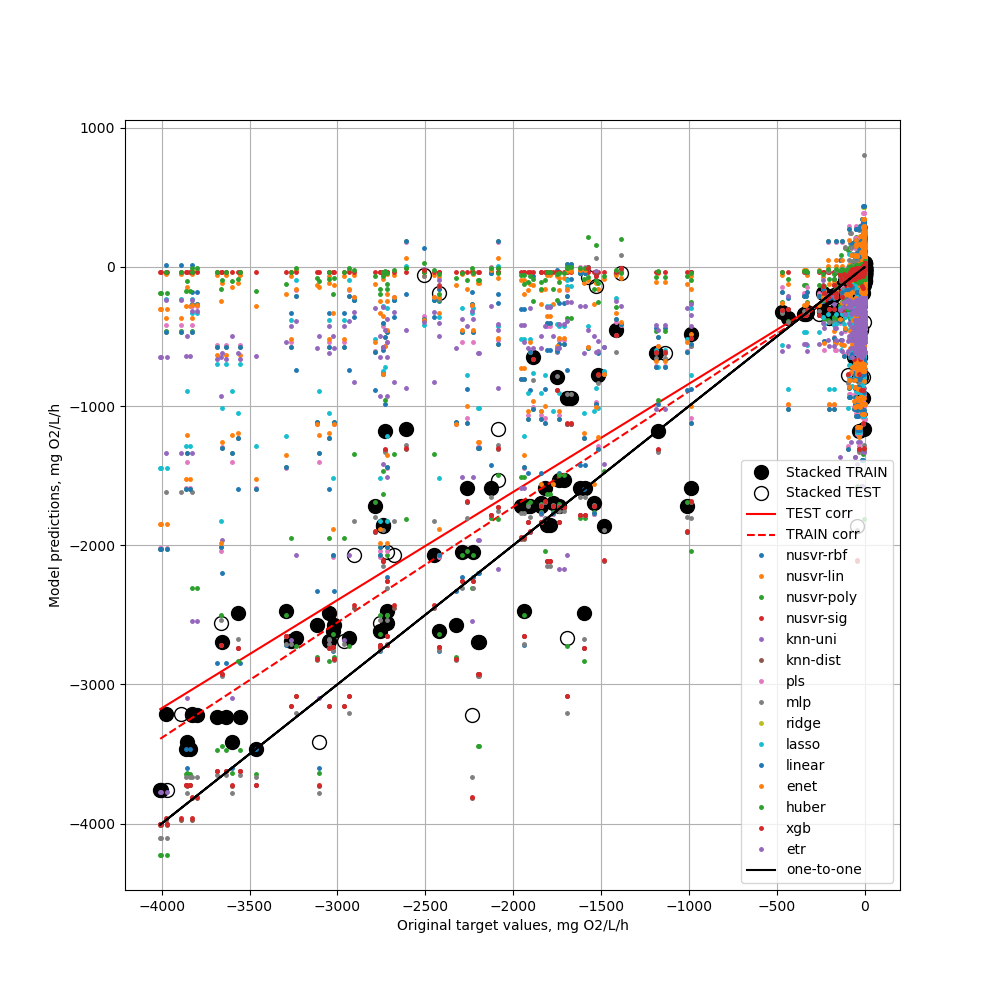 1000
0
−1000
−2000
−3000
−4000
Model predictions, mg O2/L/h
−4000 −3500 −3000 −2500 −2000 −1500 −1000 −500 0
Original target values, mg O2/L/h
Stacked TRAIN
Stacked TEST
TEST corr
TRAIN corr
nusvr-rbf
nusvr-lin
nusvr-poly
nusvr-sig
knn-uni
knn-dist
pls
mlp
ridge
lasso
linear
enet
huber
xgb
etr
one-to-one